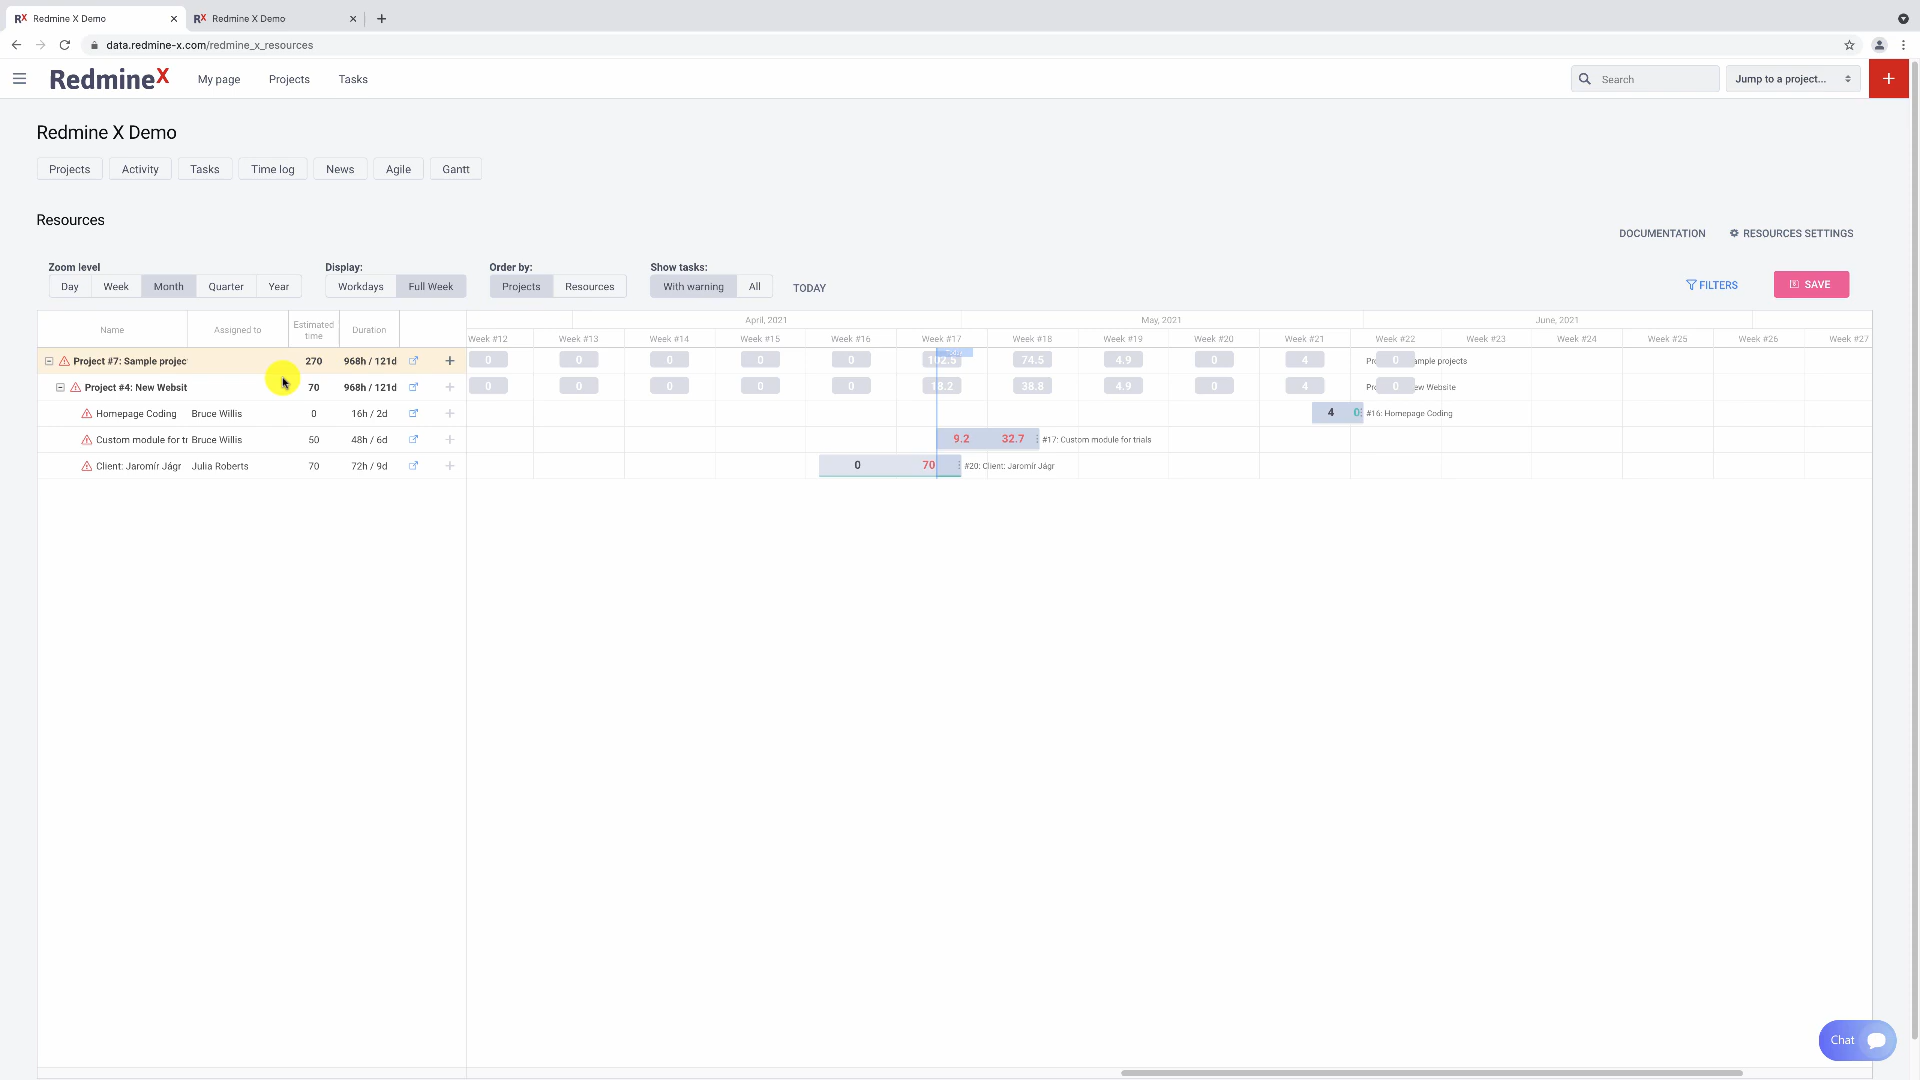 Redmine X Demo
Redmine X Demo
data.redmine-x.com/redmine_x_resources
RedmineX
My page
Projects
Tasks
Search
Jump to a project...
Redmine X Demo
Projects
Activity
Tasks
Time log
News
Agile
Gantt
Resources
DOCUMENTATION
RESOURCES SETTINGS
Zoom level
Day
Week
Month
Quarter
Year
Display:
Workdays
Full Week
Order by:
Projects
Resources
Show tasks:
With warning
All
TODAY
FILTERS
SAVE
Name
Assigned to
Estimated
time
Duration
April, 2021
May, 2021
June, 2021
Week #12
Week #13
Week #14
Week #15
Week #16
Week #17
Week #18
Week #19
Week #20
Week #21
Week #22
Week #23
Week #24
Week #25
Week #26
Week #27
Project #7: Sample projec
270
968h / 121d
0
0
0
0
0
102.5
74.5
4.9
0
4
0
ample projects
Project #4: New Websit
70
968h / 121d
0
0
0
0
0
18.2
38.8
4.9
0
4
0
ew Website
Homepage Coding
Bruce Willis
0
16h / 2d
4
0
#16: Homepage Coding
Custom module for tr
Bruce Willis
50
48h / 6d
9.2
32.7
#17: Custom module for trials
Client: Jaromír Jágr
Julia Roberts
70
72h / 9d
0
70
#20: Client: Jaromír Jágr
Chat